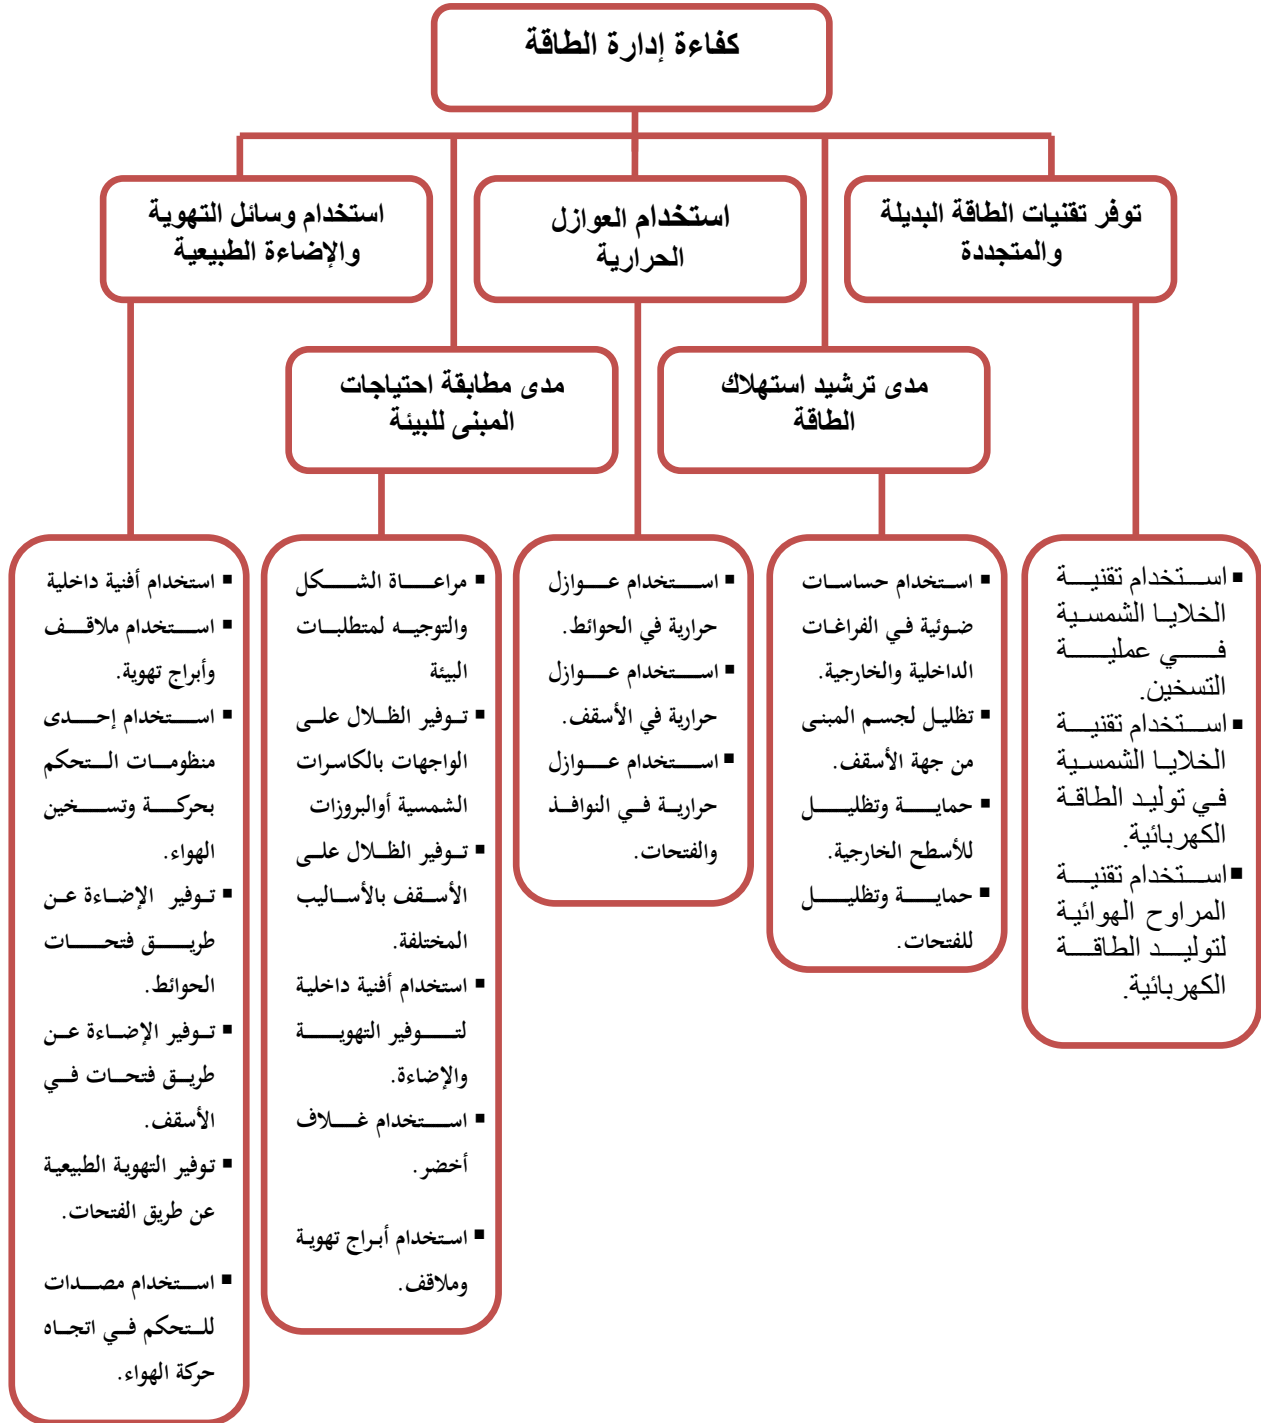 كفاءة إدارة الطاقة
توفر تقنيات الطاقة البديلة
والمتجددة
استخدام العوازل
الحرارية
استخدام وسائل التهوية
والإضاءة الطبيعية
مدى ترشيد استهلاك
الطاقة
مدى مطابقة احتياجات
المبنى للبيئة
▪ استخدام تقنية
الخلايا الشمسية
في عملية
التسخين.
▪ استخدام تقنية
الخلايا الشمسية
في توليد الطاقة
الكهربائية.
▪ استخدام تقنية
المراوح الهوائية
لتوليد الطاقة
الكهربائية.
▪ استخدام حساسات
ضوئية في الفراغات
الداخلية والخارجية.
▪ تظليل لجسم المبنى
من جهة الأسقف.
▪ حماية وتظليل
للأسطح الخارجية.
▪ حماية وتظليل
للفتحات.
▪ استخدام عوازل
حرارية في الحوائط.
▪ استخدام عوازل
حرارية في الأسقف.
▪ استخدام عوازل
حرارية في النوافذ
والفتحات.
▪ مراعاة الشكل
والتوجيه لمتطلبات
البيئة
▪ توفير الظلال على
الواجهات بالكاسرات
الشمسية أوالبروزات
▪ توفير الظلال على
الأسقف بالأساليب
المختلفة.
▪ استخدام أفنية داخلية
لتوفير التهوية
والإضاءة.
▪ استخدام غلاف
أخضر.
▪ استخدام أبراج تهوية
وملاقف.
▪ استخدام أفنية داخلية
▪ استخدام ملاقف
وأبراج تهوية.
▪ استخدام إحدى
منظومات التحكم
بحركة وتسخين
الهواء.
▪ توفير الإضاءة عن
طريق فتحات
الحوائط.
▪ توفير الإضاءة عن
طريق فتحات في
الأسقف.
▪ توفير التهوية الطبيعية
عن طريق الفتحات.
▪ استخدام مصدات
للتحكم في اتجاه
حركة الهواء.